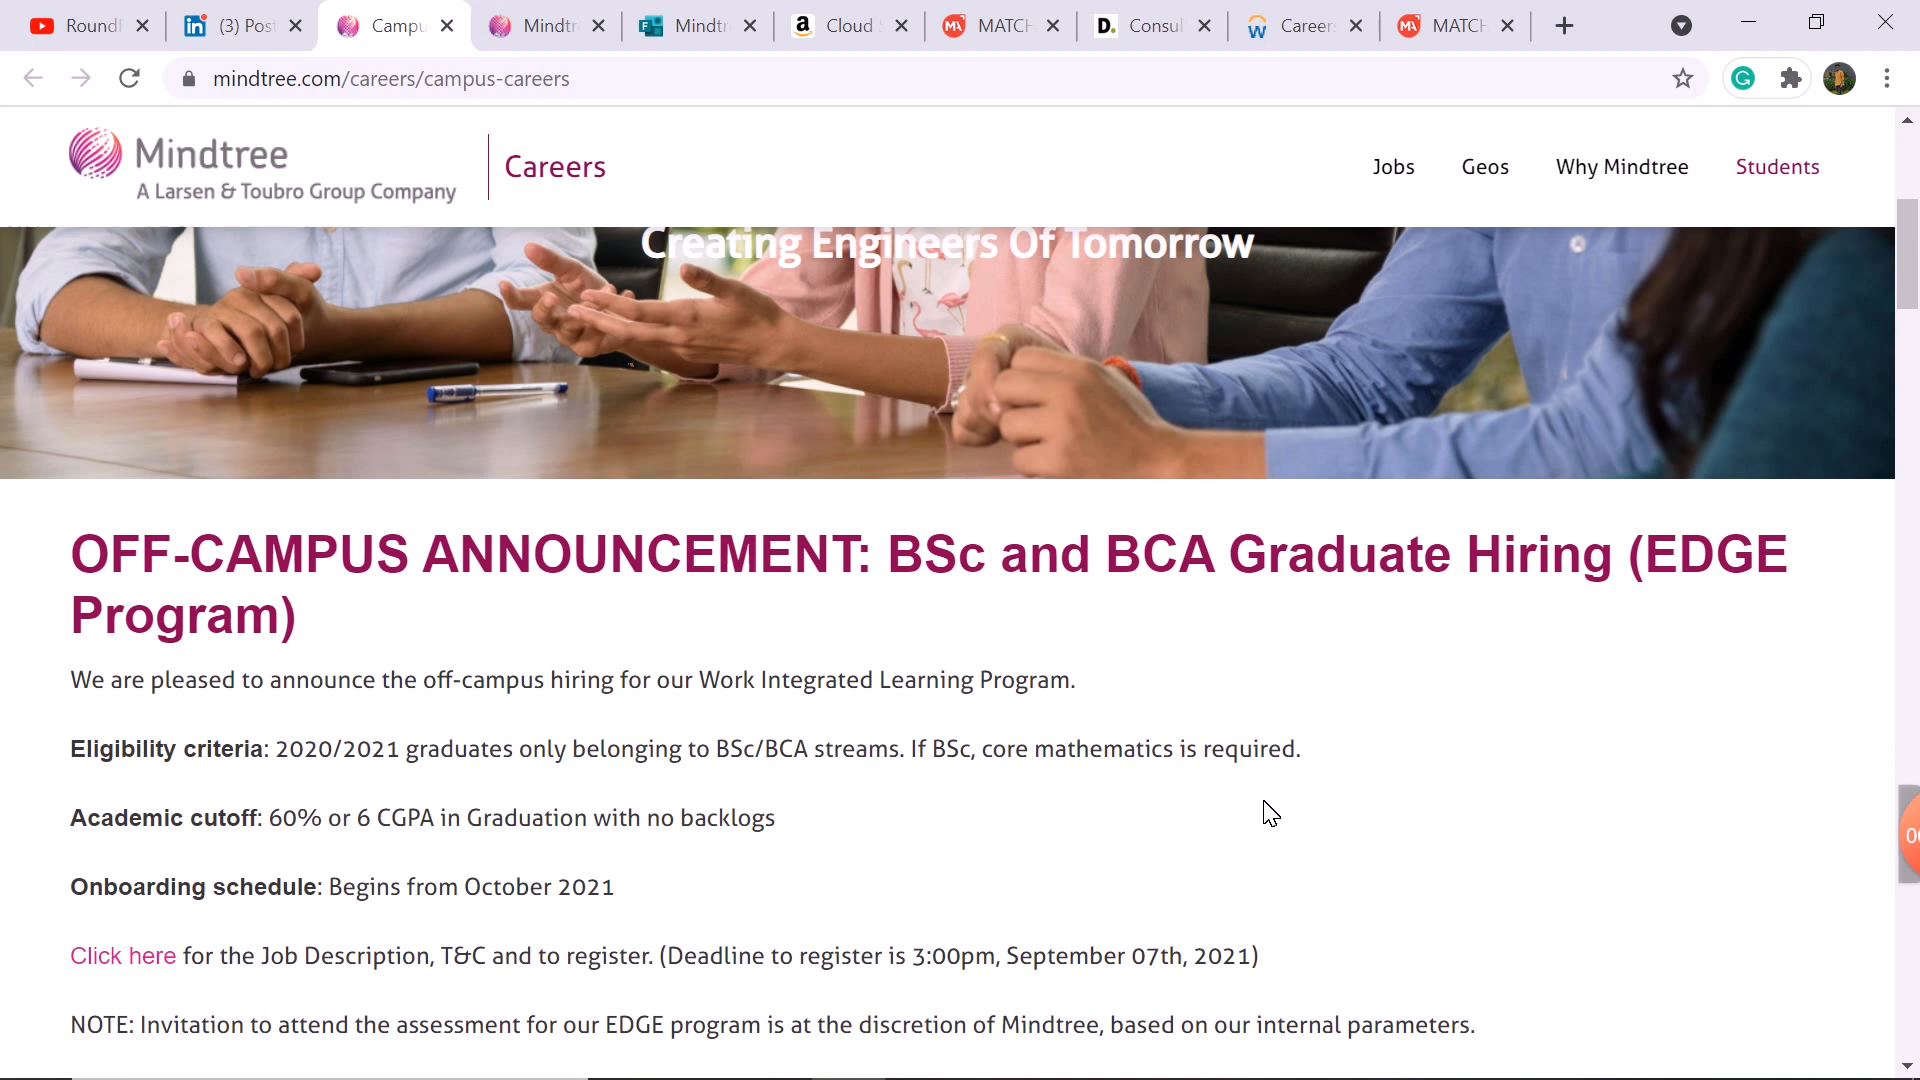 Round
(3) Pos
Campu
Mindtr
Mindtr
Cloud
MATCH
Consul
Career
MATCH
mindtree.com/careers/campus-careers
Mindtree
A Larsen & Toubro Group Company
Careers
Jobs Geos Why Mindtree Students
Creating Engineers Of Tomorrow
OFF-CAMPUS ANNOUNCEMENT: BSc and BCA Graduate Hiring (EDGE
Program)
We are pleased to announce the off-campus hiring for our Work Integrated Learning Program.
Eligibility criteria: 2020/2021 graduates only belonging to BSc/BCA streams. If BSc, core mathematics is required.
Academic cutoff: 60% or 6 CGPA in Graduation with no backlogs
Onboarding schedule: Begins from October 2021
Click here for the Job Description, T&C and to register. (Deadline to register is 3:00pm, September 07th, 2021)
NOTE: Invitation to attend the assessment for our EDGE program is at the discretion of Mindtree, based on our internal parameters.